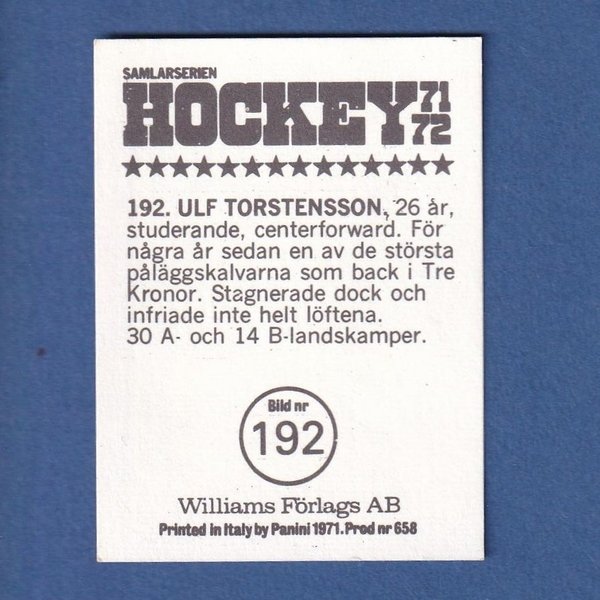 SAMLARSERIEN
HOCKEY 71 72
192. ULF TORSTENSSON, 26 år,
studerande, centerforward. För
några år sedan en av de största
påläggskalvarna som back i Tre
Kronor. Stagnerade dock och
infriade inte helt löftena.
30 A- och 14 B-landskamper.
Bild nr
192
Williams Förlags AB
Printed in Italy by Panini 1971. Prod nr 658